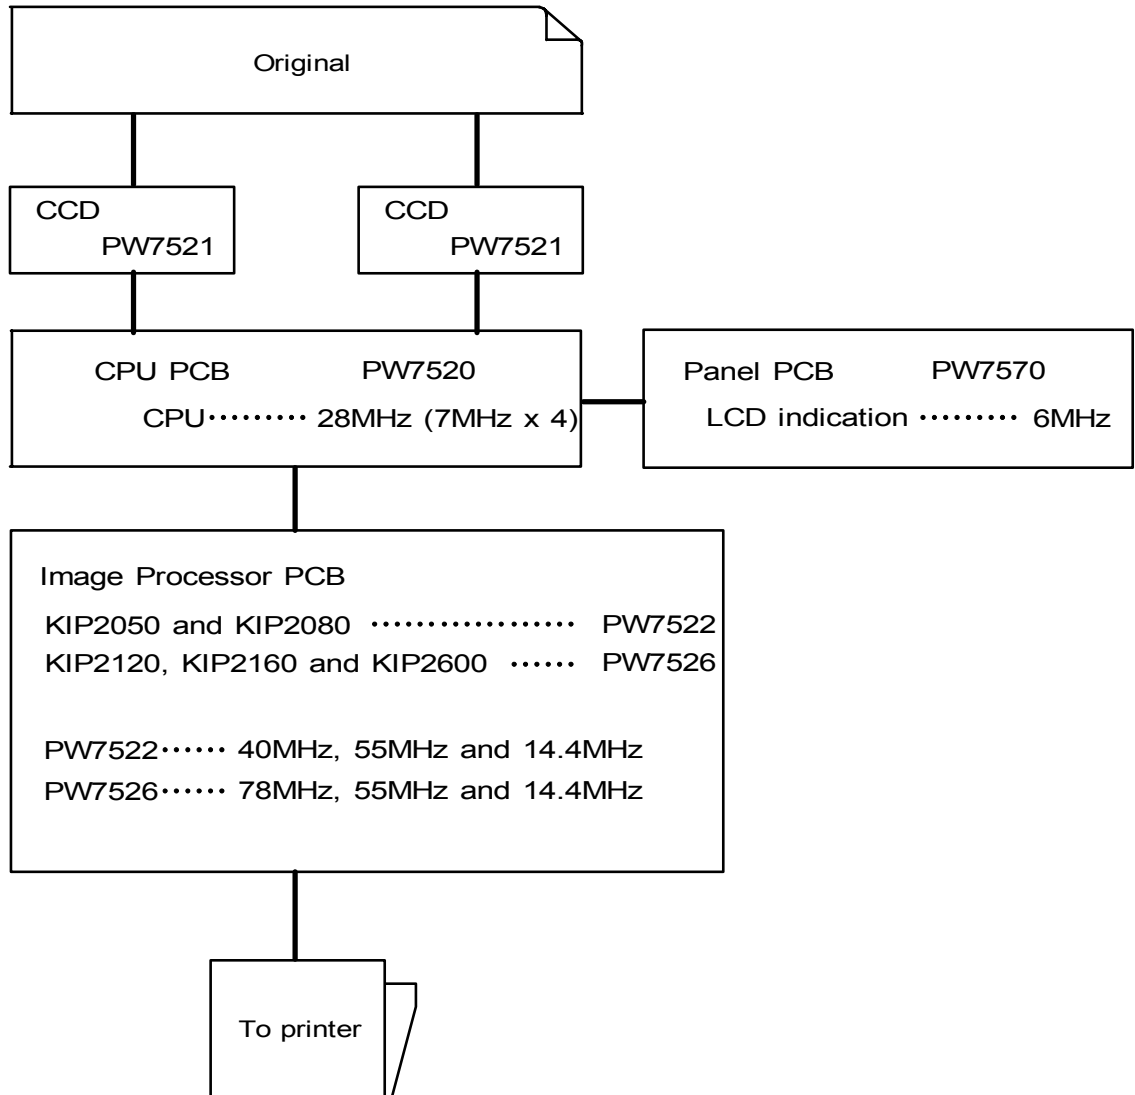 Original
CCD
PW7521
CCD
PW7521
CPU PCB PW7520
CPU········· 28MHz (7MHz x 4)
Panel PCB PW7570
LCD indication ········· 6MHz
Image Processor PCB
KIP2050 and KIP2080 ·················· PW7522
KIP2120, KIP2160 and KIP2600 ······ PW7526
PW7522······ 40MHz, 55MHz and 14.4MHz
PW7526······ 78MHz, 55MHz and 14.4MHz
To printer